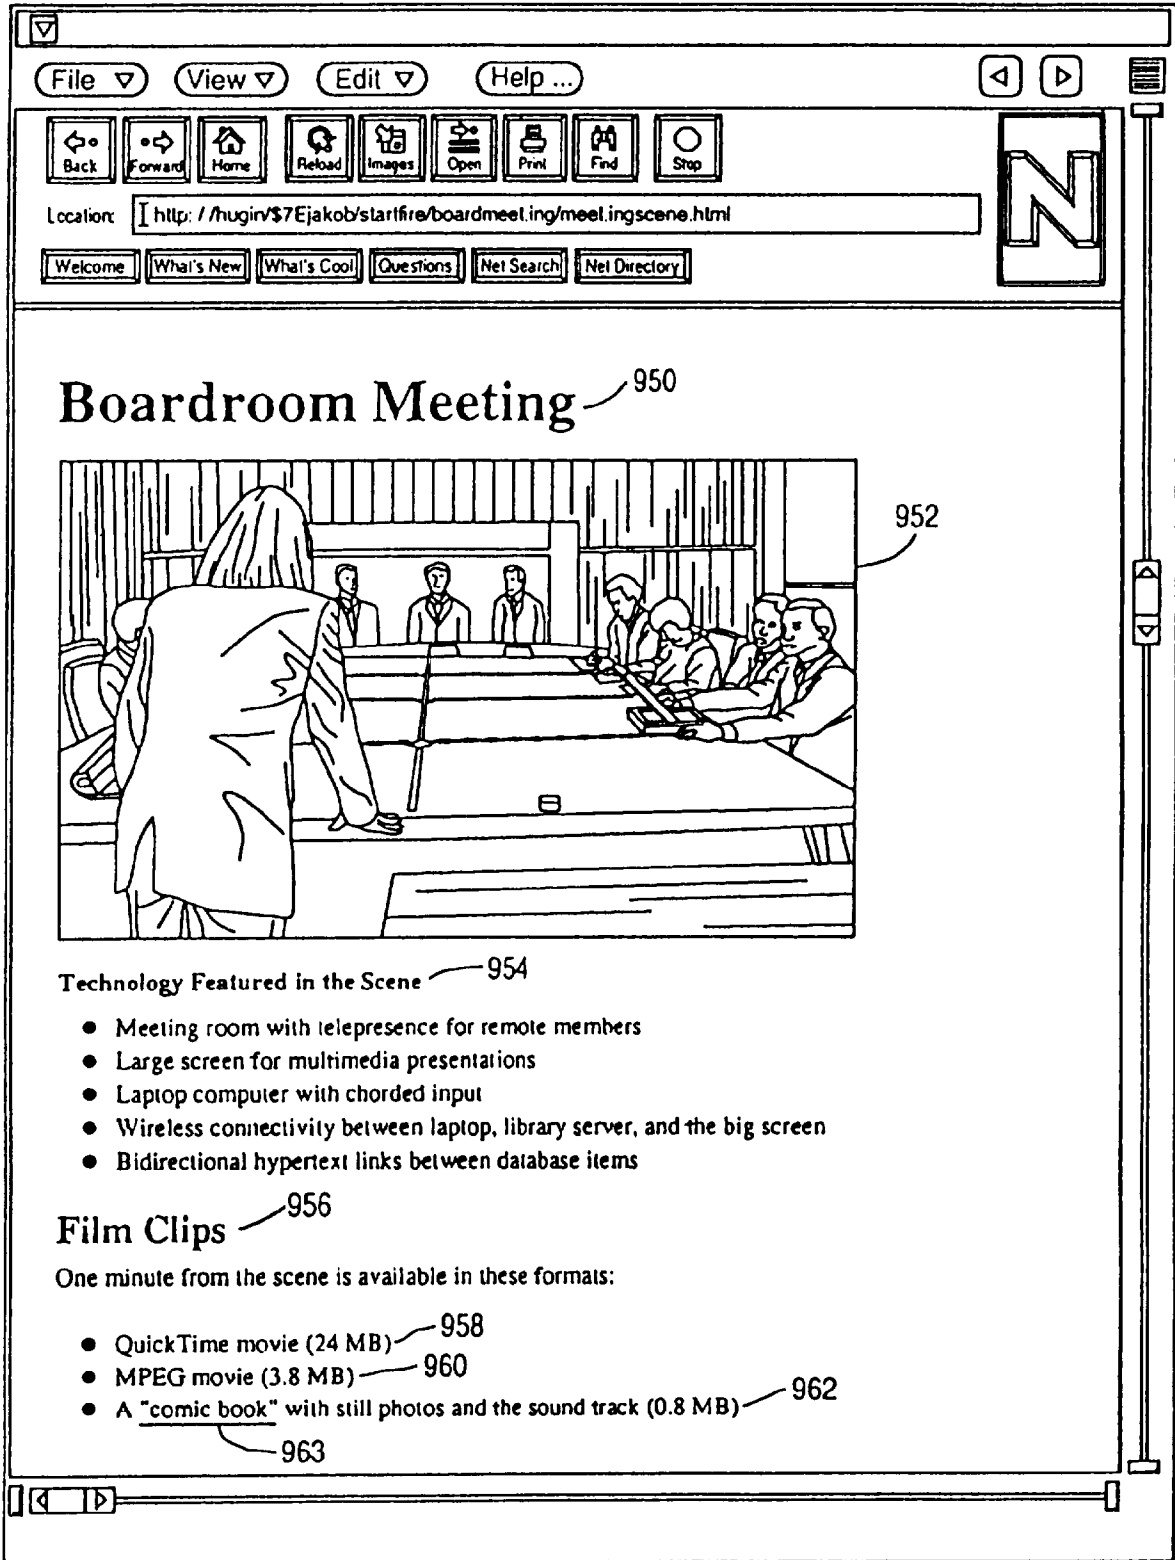 File View Edit Help ...
Back Forward Home Reload Images Open Print Find Stop
N
Location: http: / /hugin/$7Ejakob/startfire/boardmeet.ing/meet.ingscene.html
Welcome What's New What's Cool Questions Net Search Net Directory
Boardroom Meeting 950
952
Technology Featured in the Scene 954
● Meeting room with telepresence for remote members
● Large screen for multimedia presentations
● Laptop computer with chorded input
● Wireless connectivity between laptop, library server, and the big screen
● Bidirectional hypertext links between database items
Film Clips 956
One minute from the scene is available in these formats:
● QuickTime movie (24 MB) 958
● MPEG movie (3.8 MB) 960
● A "comic book" with still photos and the sound track (0.8 MB) 962
963